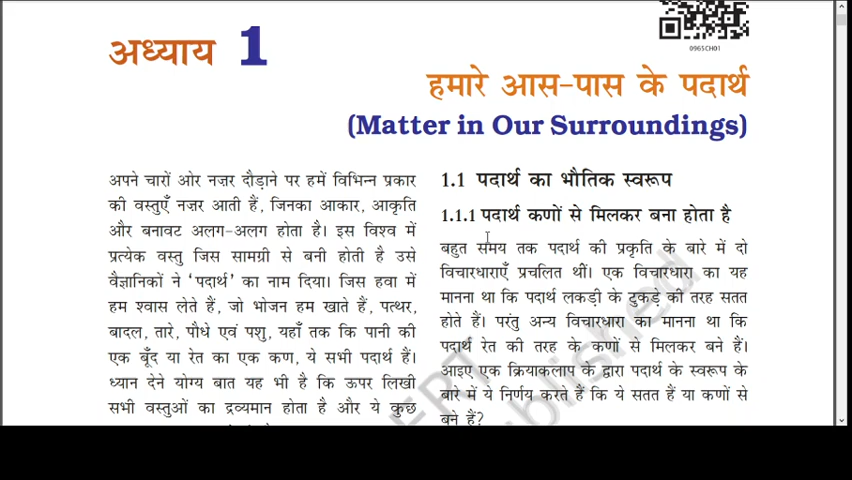 0965CH01
अध्याय 1
हमारे आस-पास के पदार्थ
(Matter in Our Surroundings)
अपने चारों ओर नज़र दौड़ाने पर हमें विभिन्न प्रकार
की वस्तुएँ नज़र आती हैं, जिनका आकार, आकृति
और बनावट अलग-अलग होता है। इस विश्व में
प्रत्येक वस्तु जिस सामग्री से बनी होती है उसे
वैज्ञानिकों ने ‘पदार्थ’ का नाम दिया। जिस हवा में
हम श्वास लेते हैं, जो भोजन हम खाते हैं, पत्थर,
बादल, तारे, पौधे एवं पशु, यहाँ तक कि पानी की
एक बूँद या रेत का एक कण, ये सभी पदार्थ हैं।
ध्यान देने योग्य बात यह भी है कि ऊपर लिखी
सभी वस्तुओं का द्रव्यमान होता है और ये कुछ
1.1 पदार्थ का भौतिक स्वरूप
1.1.1 पदार्थ कणों से मिलकर बना होता है
बहुत समय तक पदार्थ की प्रकृति के बारे में दो
विचारधाराएँ प्रचलित थीं। एक विचारधारा का यह
मानना था कि पदार्थ लकड़ी के टुकड़े की तरह सतत
होते हैं। परंतु अन्य विचारधारा का मानना था कि
पदार्थ रेत की तरह के कणों से मिलकर बने हैं।
आइए एक क्रियाकलाप के द्वारा पदार्थ के स्वरूप के
बारे में ये निर्णय करते हैं कि ये सतत हैं या कणों से
बने हैं?